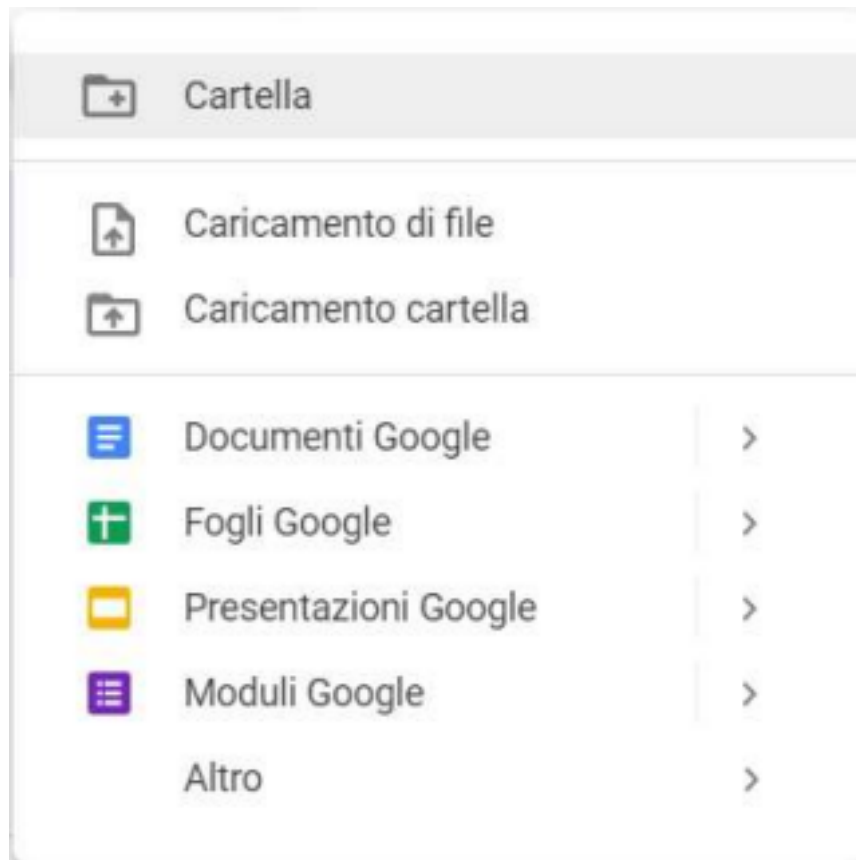 Cartella
Caricamento di file
Caricamento cartella
Documenti Google
Fogli Google
Presentazioni Google
Moduli Google
Altro